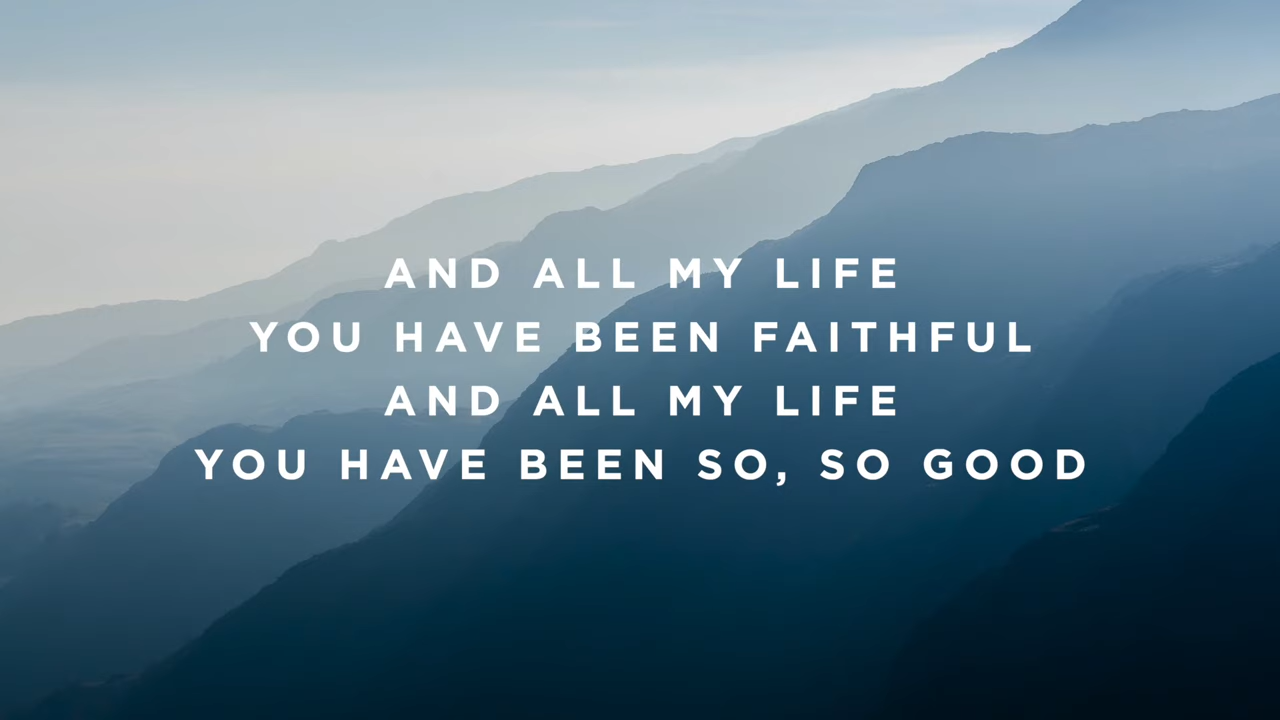 AND ALL MY LIFE
YOU HAVE BEEN FAITHFUL
AND ALL MY LIFE
YOU HAVE BEEN SO, SO GOOD